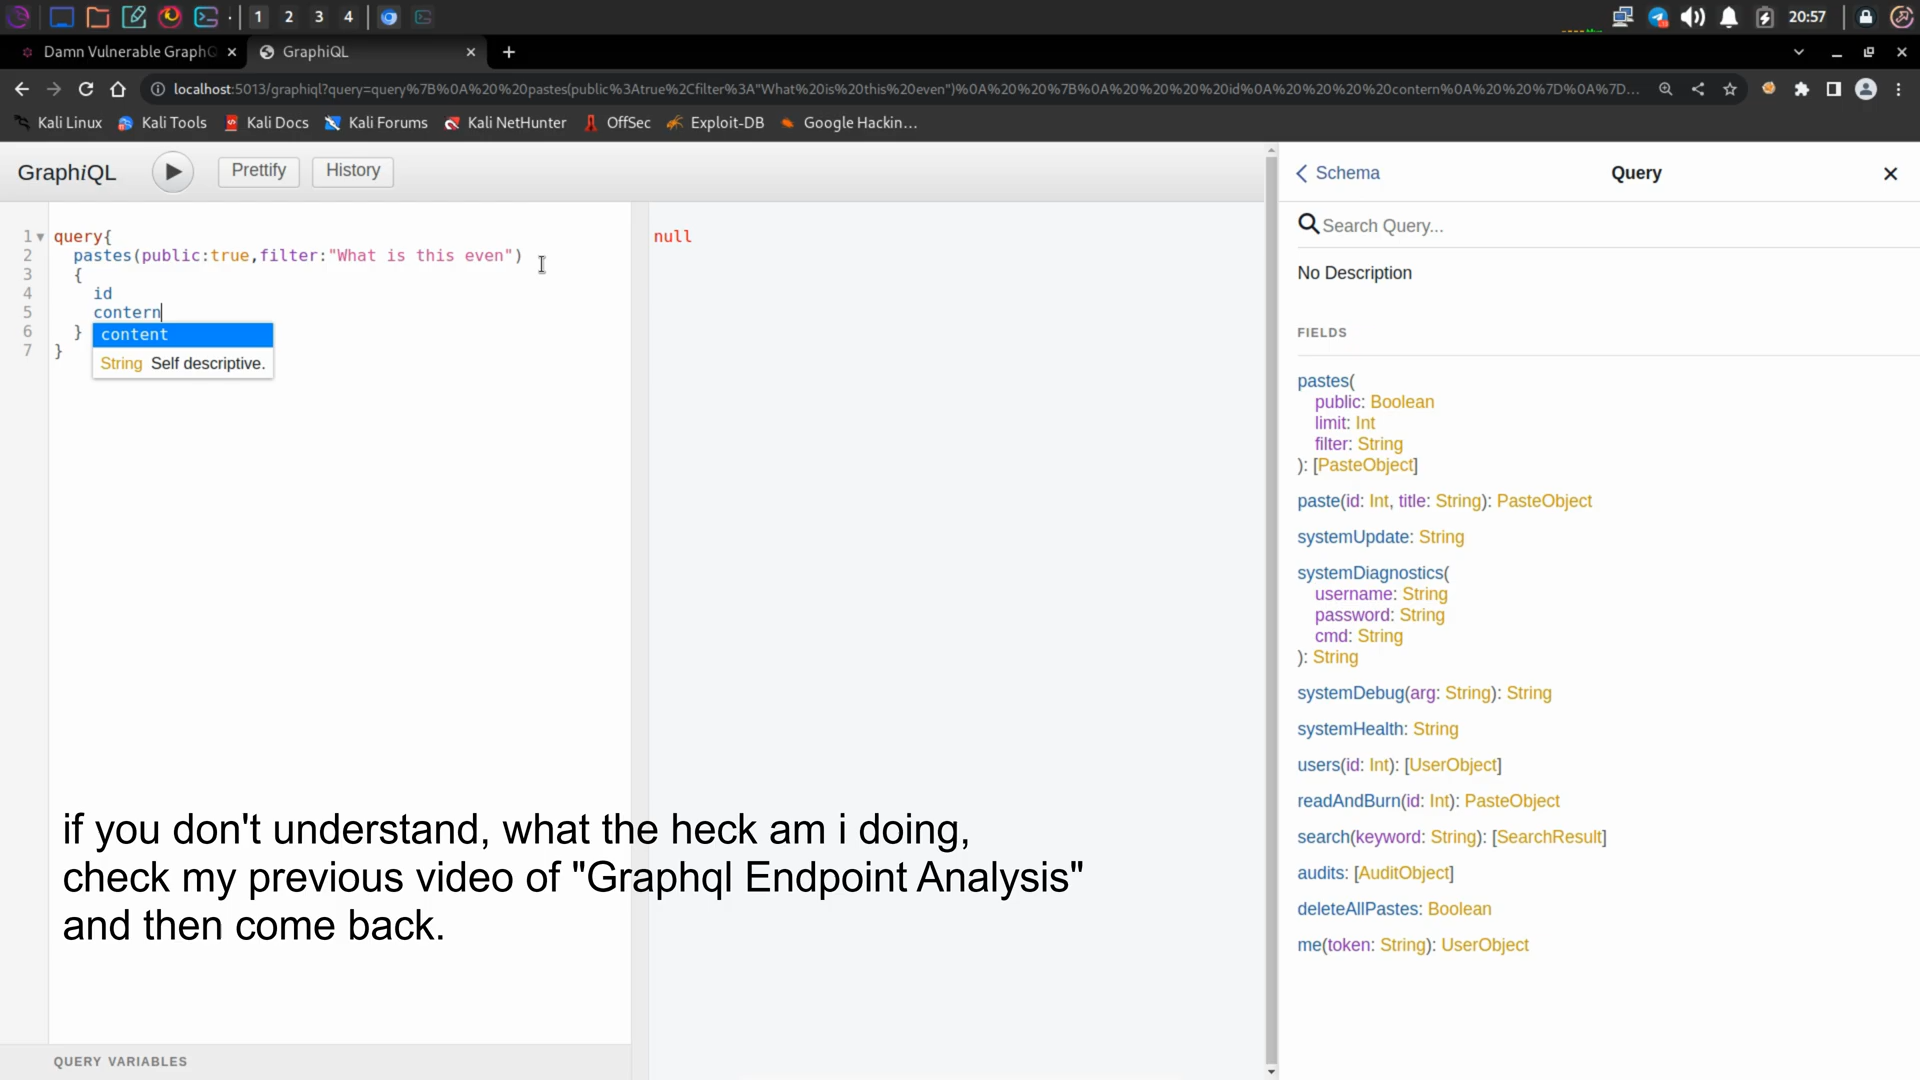 1 2 3 4
20:57
Damn Vulnerable GraphQ
GraphiQL
localhost:5013/graphiql?query=query%7B%0A%20%20pastes(public%3Atrue%2Cfilter%3A"What%20is%20this%20even")%0A%20%20%7B%0A%20%20%20%20id%0A%20%20%20%20contern%0A%20%20%7D%0A%7D...
Kali Linux Kali Tools Kali Docs Kali Forums Kali NetHunter OffSec Exploit-DB Google Hackin...
GraphiQL
Prettify
History
Schema
Query
Search Query...
No Description
FIELDS
1 query{
2 pastes(public:true,filter:"What is this even")
3 {
4 id
5 contern
6 }
7 }
content
String Self descriptive.
null
pastes(
public: Boolean
limit: Int
filter: String
): [PasteObject]
paste(id: Int, title: String): PasteObject
systemUpdate: String
systemDiagnostics(
username: String
password: String
cmd: String
): String
systemDebug(arg: String): String
systemHealth: String
users(id: Int): [UserObject]
readAndBurn(id: Int): PasteObject
search(keyword: String): [SearchResult]
audits: [AuditObject]
deleteAllPastes: Boolean
me(token: String): UserObject
if you don't understand, what the heck am i doing,
check my previous video of "Graphql Endpoint Analysis"
and then come back.
QUERY VARIABLES